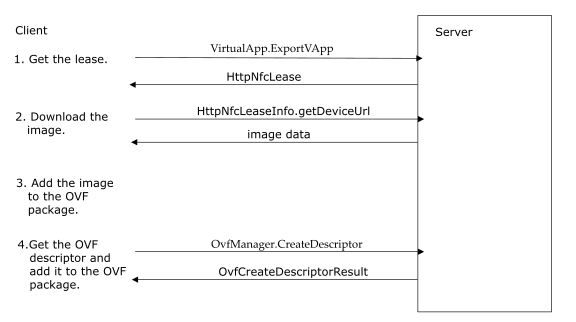 Client
Server
VirtualApp.ExportVApp
1. Get the lease.
HttpNfcLease
HttpNfcLeaseInfo.getDeviceUrl
2. Download the
image.
image data
3. Add the image
to the OVF
package.
4.Get the OVF
descriptor and
add it to the OVF
package.
OvfManager.CreateDescriptor
OvfCreateDescriptorResult